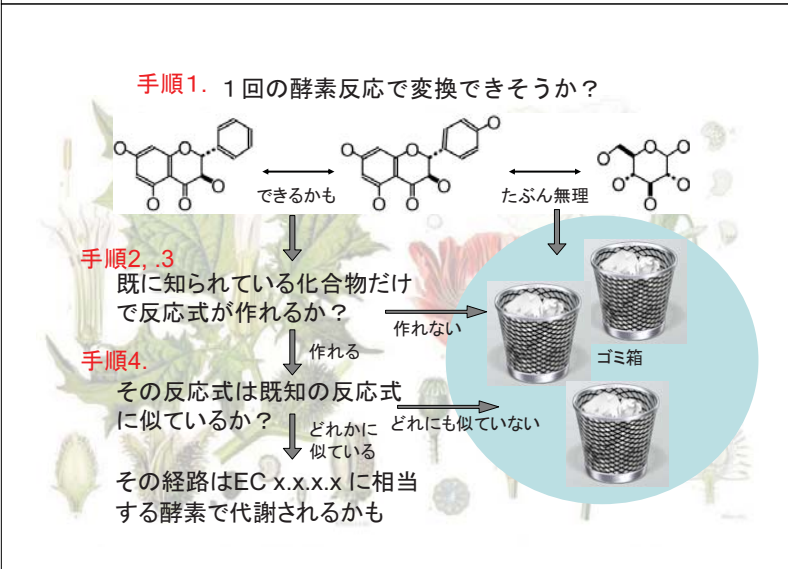 手順1. 1回の酵素反応で変換できそうか?
できるかも
たぶん無理
手順2, .3
既に知られている化合物だけ
で反応式が作れるか?
作れない
ゴミ箱
作れる
手順4.
その反応式は既知の反応式
に似ているか?
どれにも似ていない
どれかに
似ている
その経路はEC x.x.x.x に相当
する酵素で代謝されるかも